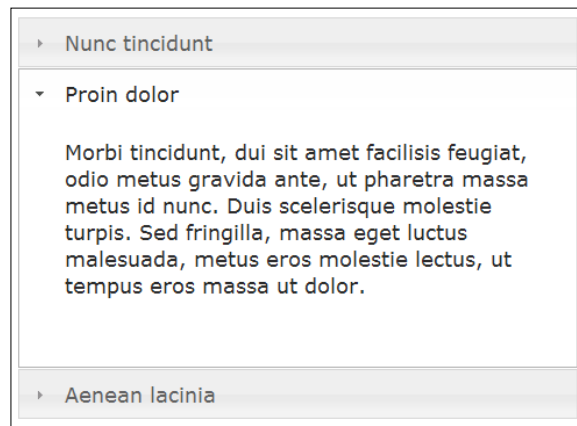 Nunc tincidunt
Proin dolor
Morbi tincidunt, dui sit amet facilisis feugiat,
odio metus gravida ante, ut pharetra massa
metus id nunc. Duis scelerisque molestie
turpis. Sed fringilla, massa eget luctus
malesuada, metus eros molestie lectus, ut
tempus eros massa ut dolor.
Aenean lacinia